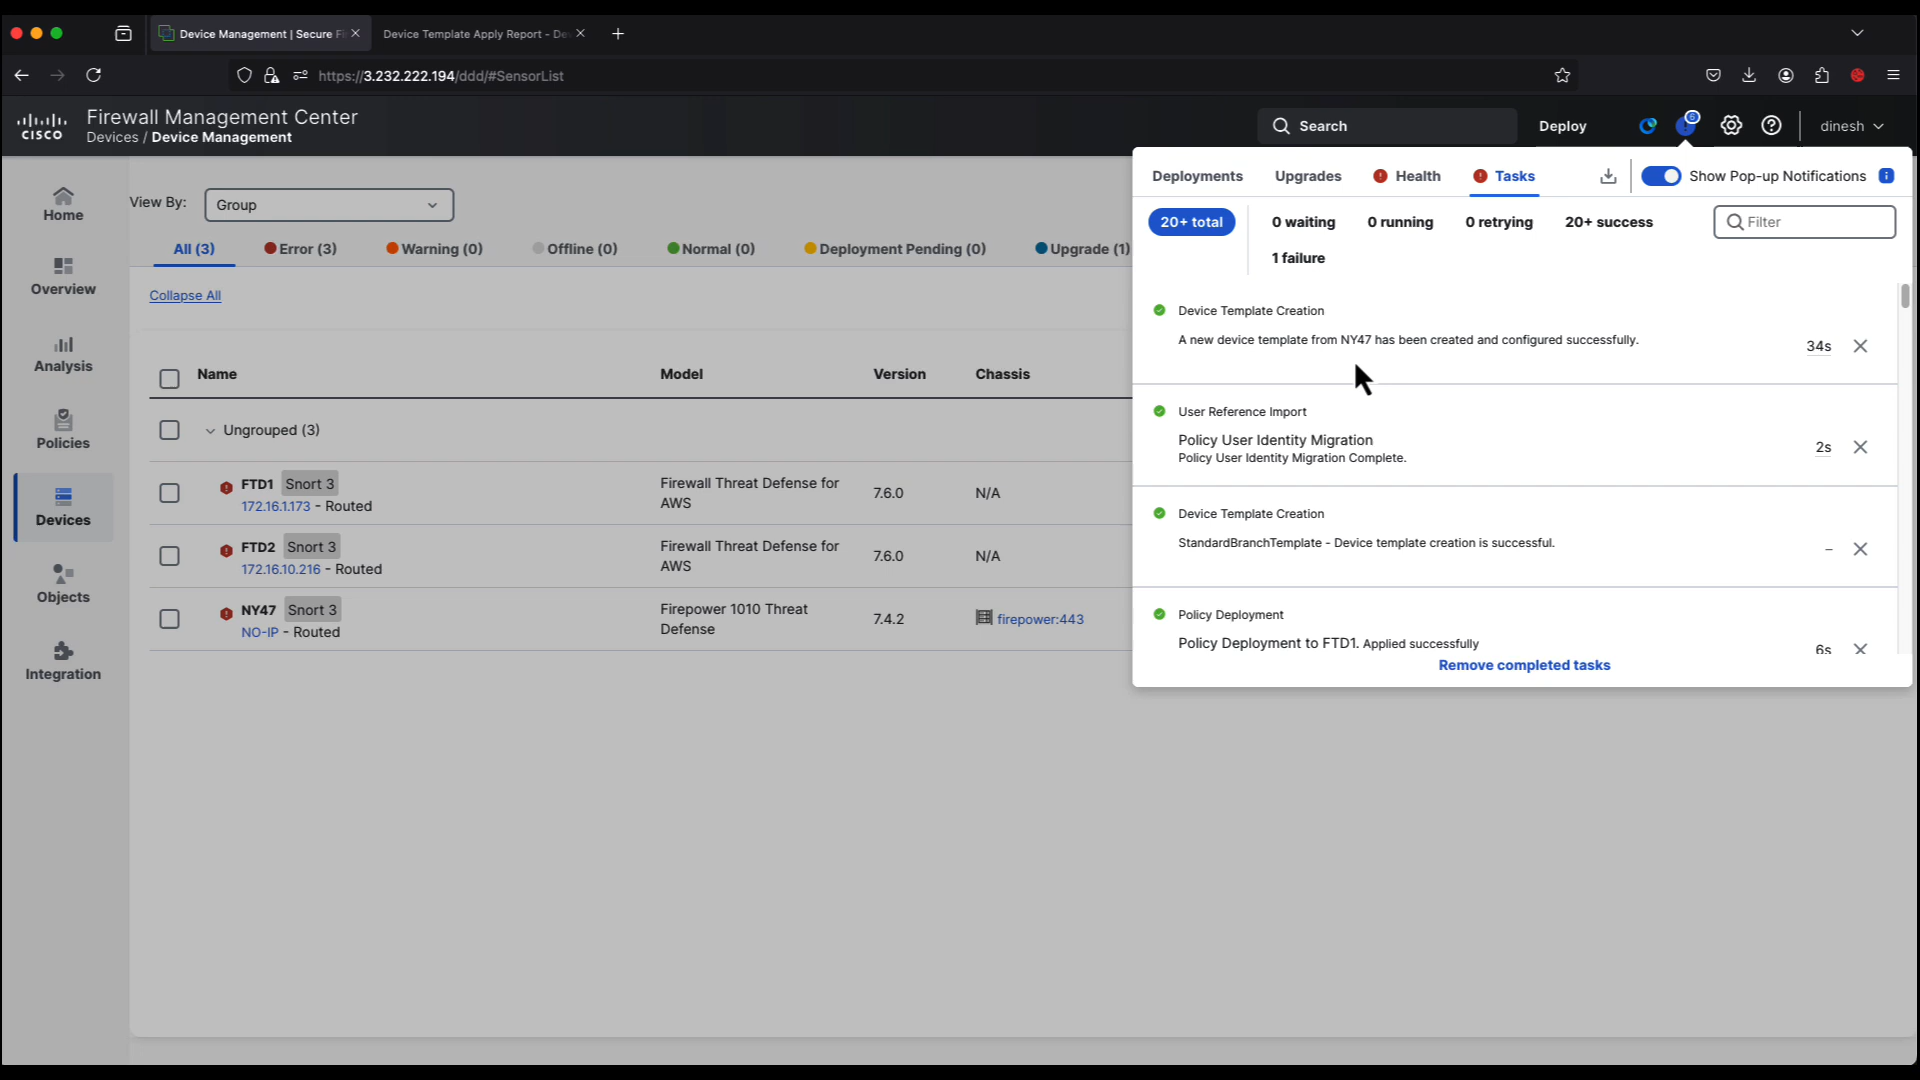 Device Management | Secure Fi
Device Template Apply Report - De
https://3.232.222.194/ddd/#SensorList
CISCO
Firewall Management Center
Devices / Device Management
Search
Deploy
6
dinesh
Home
Overview
Analysis
Policies
Devices
Objects
Integration
View By:
Group
All (3)
Error (3)
Warning (0)
Offline (0)
Normal (0)
Deployment Pending (0)
Upgrade (1)
Collapse All
Name
Model
Version
Chassis
Ungrouped (3)
FTD1 Snort 3
172.16.1.173 - Routed
Firewall Threat Defense for
AWS
7.6.0
N/A
FTD2 Snort 3
172.16.10.216 - Routed
Firewall Threat Defense for
AWS
7.6.0
N/A
NY47 Snort 3
NO-IP - Routed
Firepower 1010 Threat
Defense
7.4.2
firepower:443
Deployments
Upgrades
Health
Tasks
Show Pop-up Notifications
20+ total
0 waiting
0 running
0 retrying
20+ success
1 failure
Filter
Device Template Creation
A new device template from NY47 has been created and configured successfully.
34s
User Reference Import
Policy User Identity Migration
Policy User Identity Migration Complete.
2s
Device Template Creation
StandardBranchTemplate - Device template creation is successful.
–
Policy Deployment
Policy Deployment to FTD1. Applied successfully
6s
Remove completed tasks